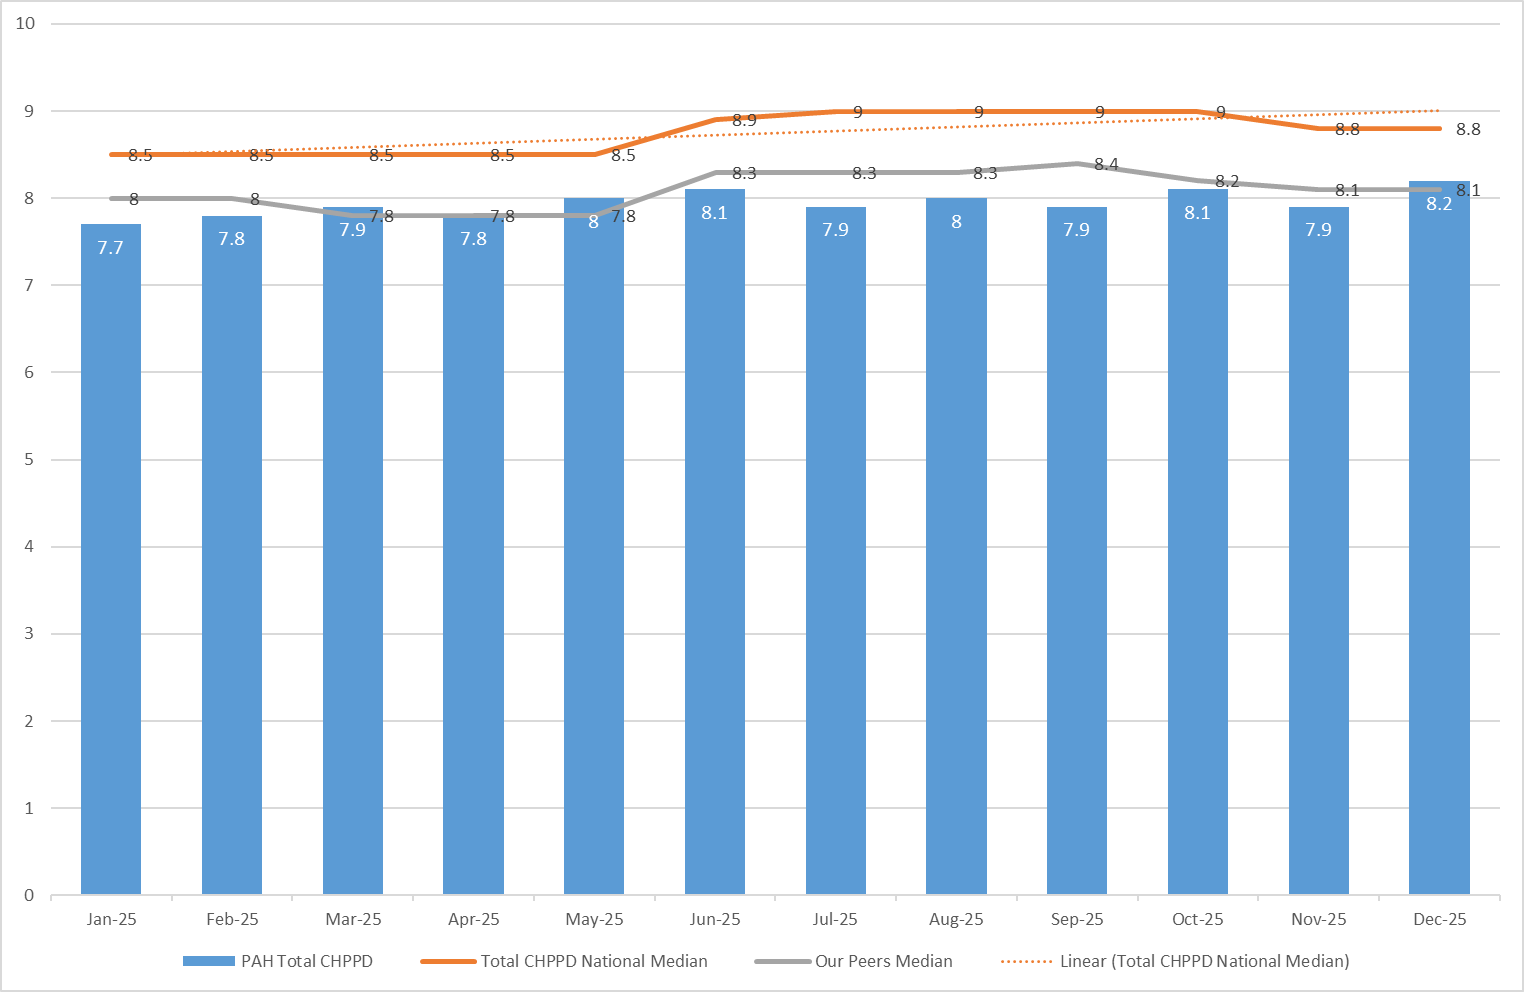 10
9
8
7
6
5
4
3
2
1
0
8.5 8.5 8.5 8.5 8.5 8.9 9 9 9 9 8.8 8.8
8 8 7.8 7.8 7.8 8.3 8.3 8.3 8.4 8.2 8.1 8.1
7.7 7.8 7.9 7.8 8 8.1 7.9 8 7.9 8.1 7.9 8.2
Jan-25 Feb-25 Mar-25 Apr-25 May-25 Jun-25 Jul-25 Aug-25 Sep-25 Oct-25 Nov-25 Dec-25
PAH Total CHPPD Total CHPPD National Median Our Peers Median Linear (Total CHPPD National Median)